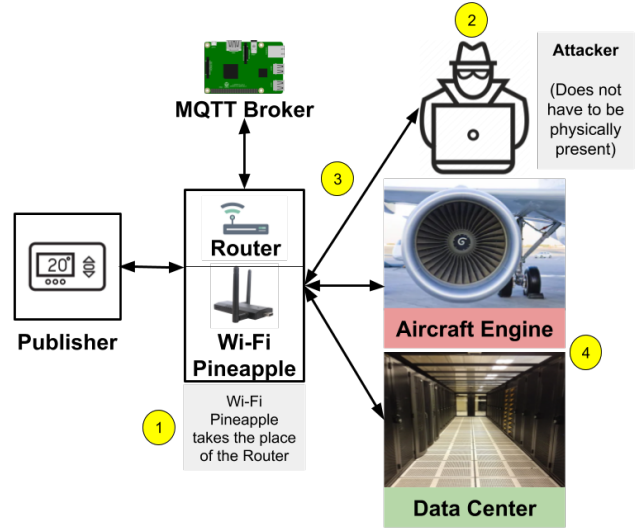 2
Attacker
(Does not
have to be
physically
present)
MQTT Broker
3
Router
20°
Publisher
Wi-Fi
Pineapple
Aircraft Engine
4
1
Wi-Fi
Pineapple
takes the place
of the Router
Data Center